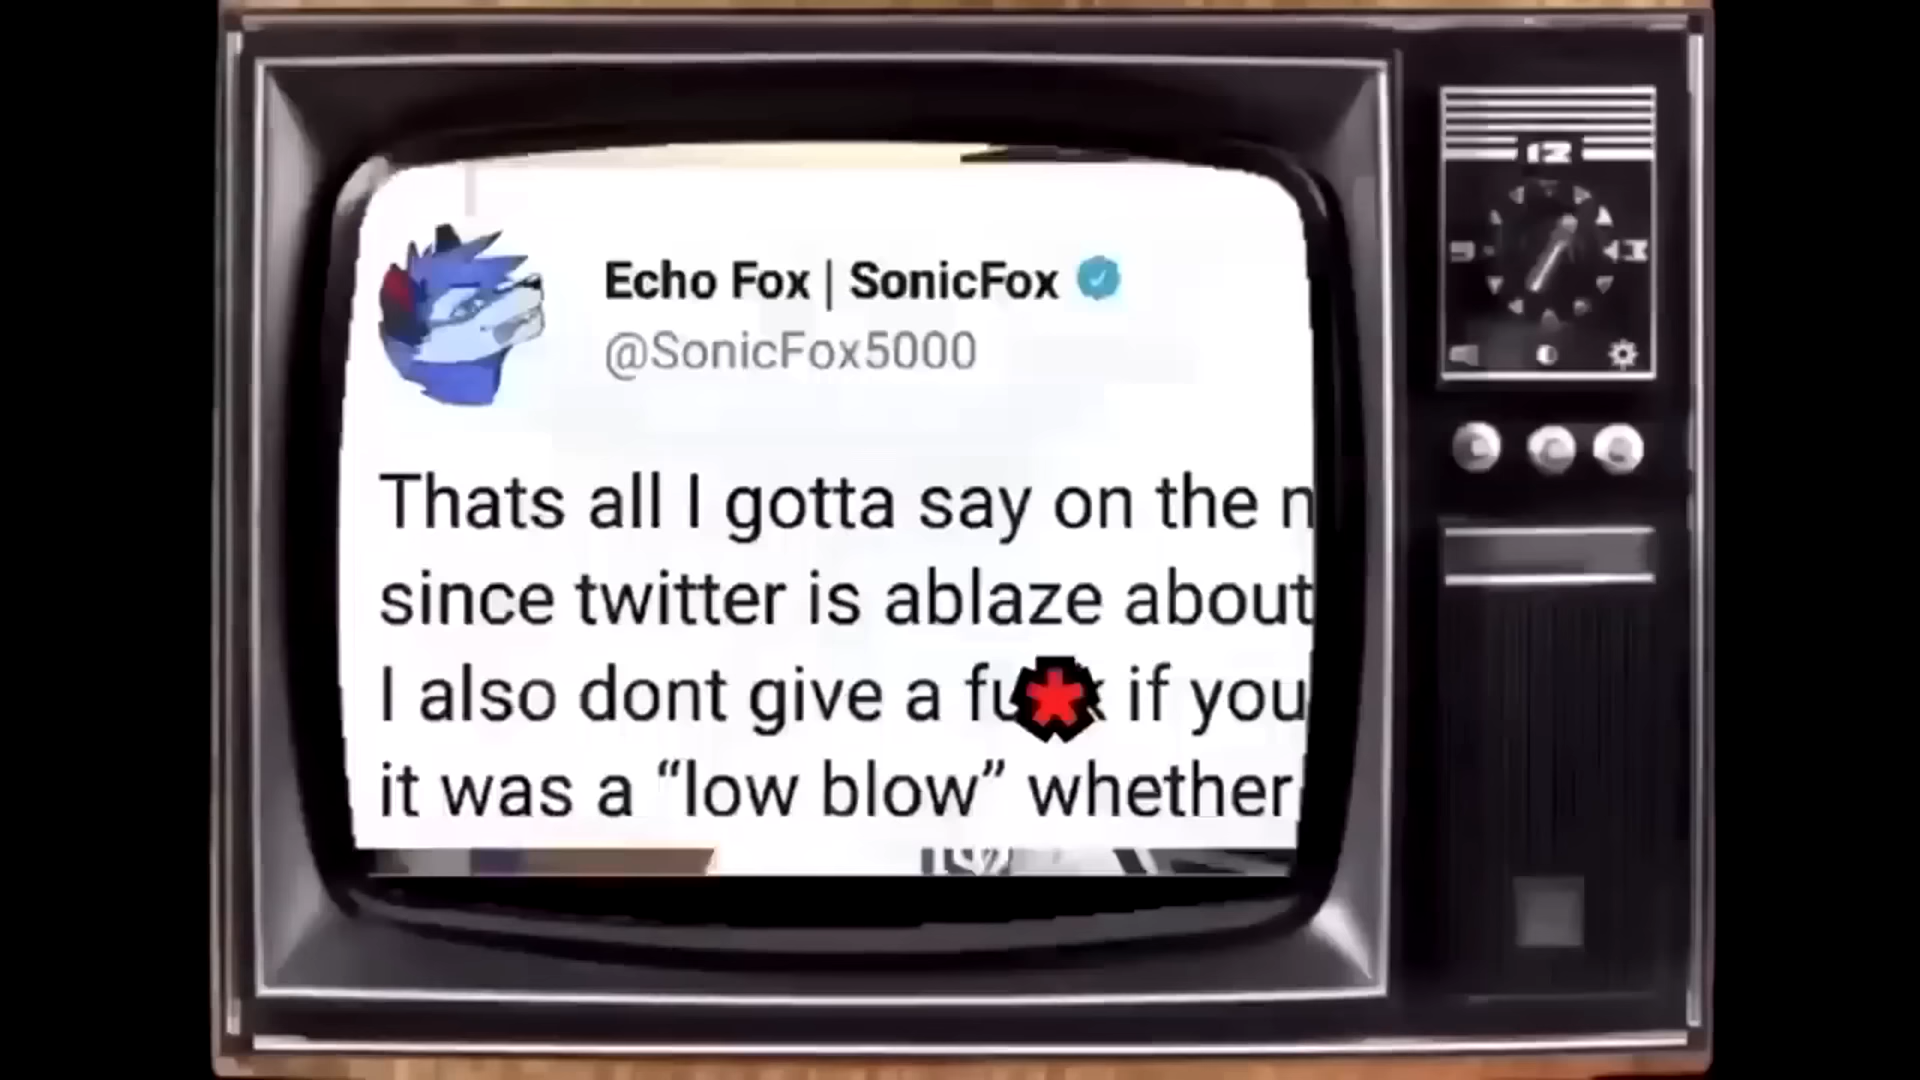 Echo Fox | SonicFox
@SonicFox5000
Thats all I gotta say on the
since twitter is ablaze about
I also dont give a fu*k if you
it was a “low blow” whether
12